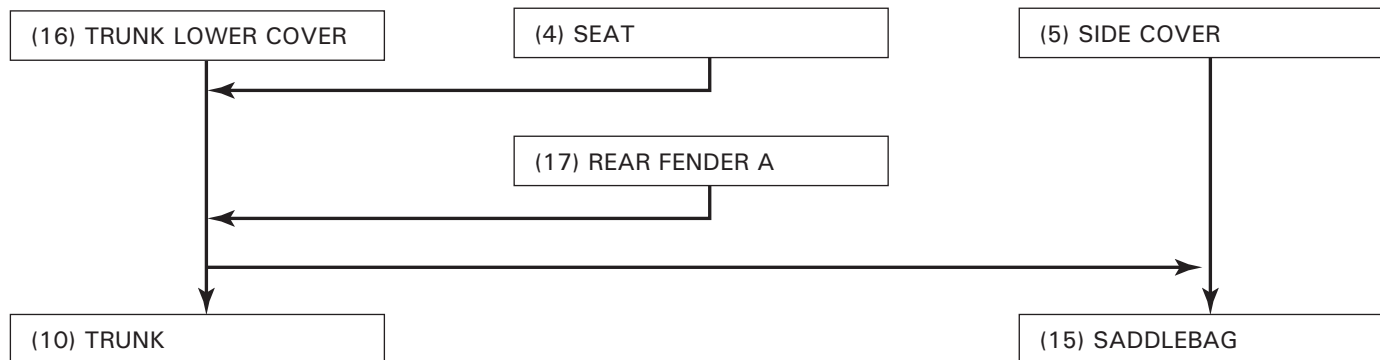 (16) TRUNK LOWER COVER
(4) SEAT
(5) SIDE COVER
(17) REAR FENDER A
(10) TRUNK
(15) SADDLEBAG